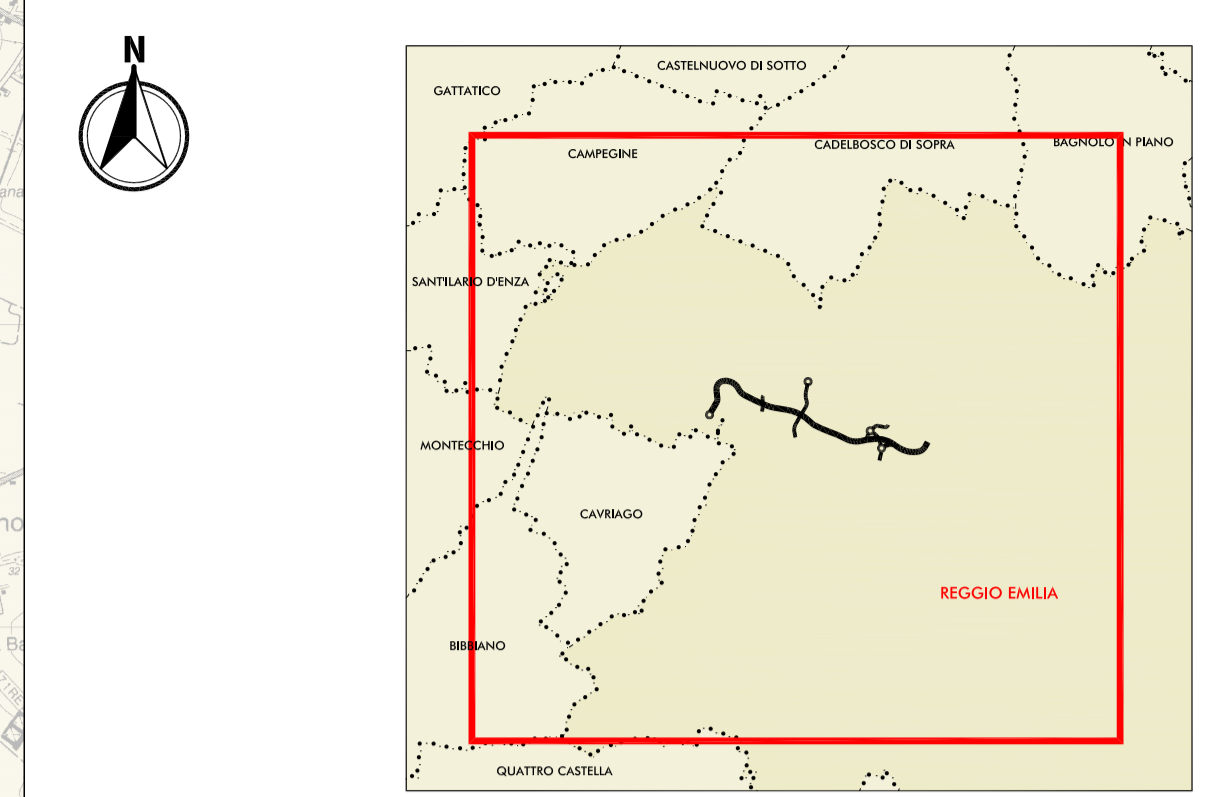 N
CASTELNUOVO DI SOTTO
GATTATICO
CAMPEGINE
CADELBOSCO DI SOPRA
BAGNOLO IN PIANO
SANT'ILARIO D'ENZA
MONTECCHIO
CAVRIAGO
REGGIO EMILIA
BIBBIANO
QUATTRO CASTELLA
32